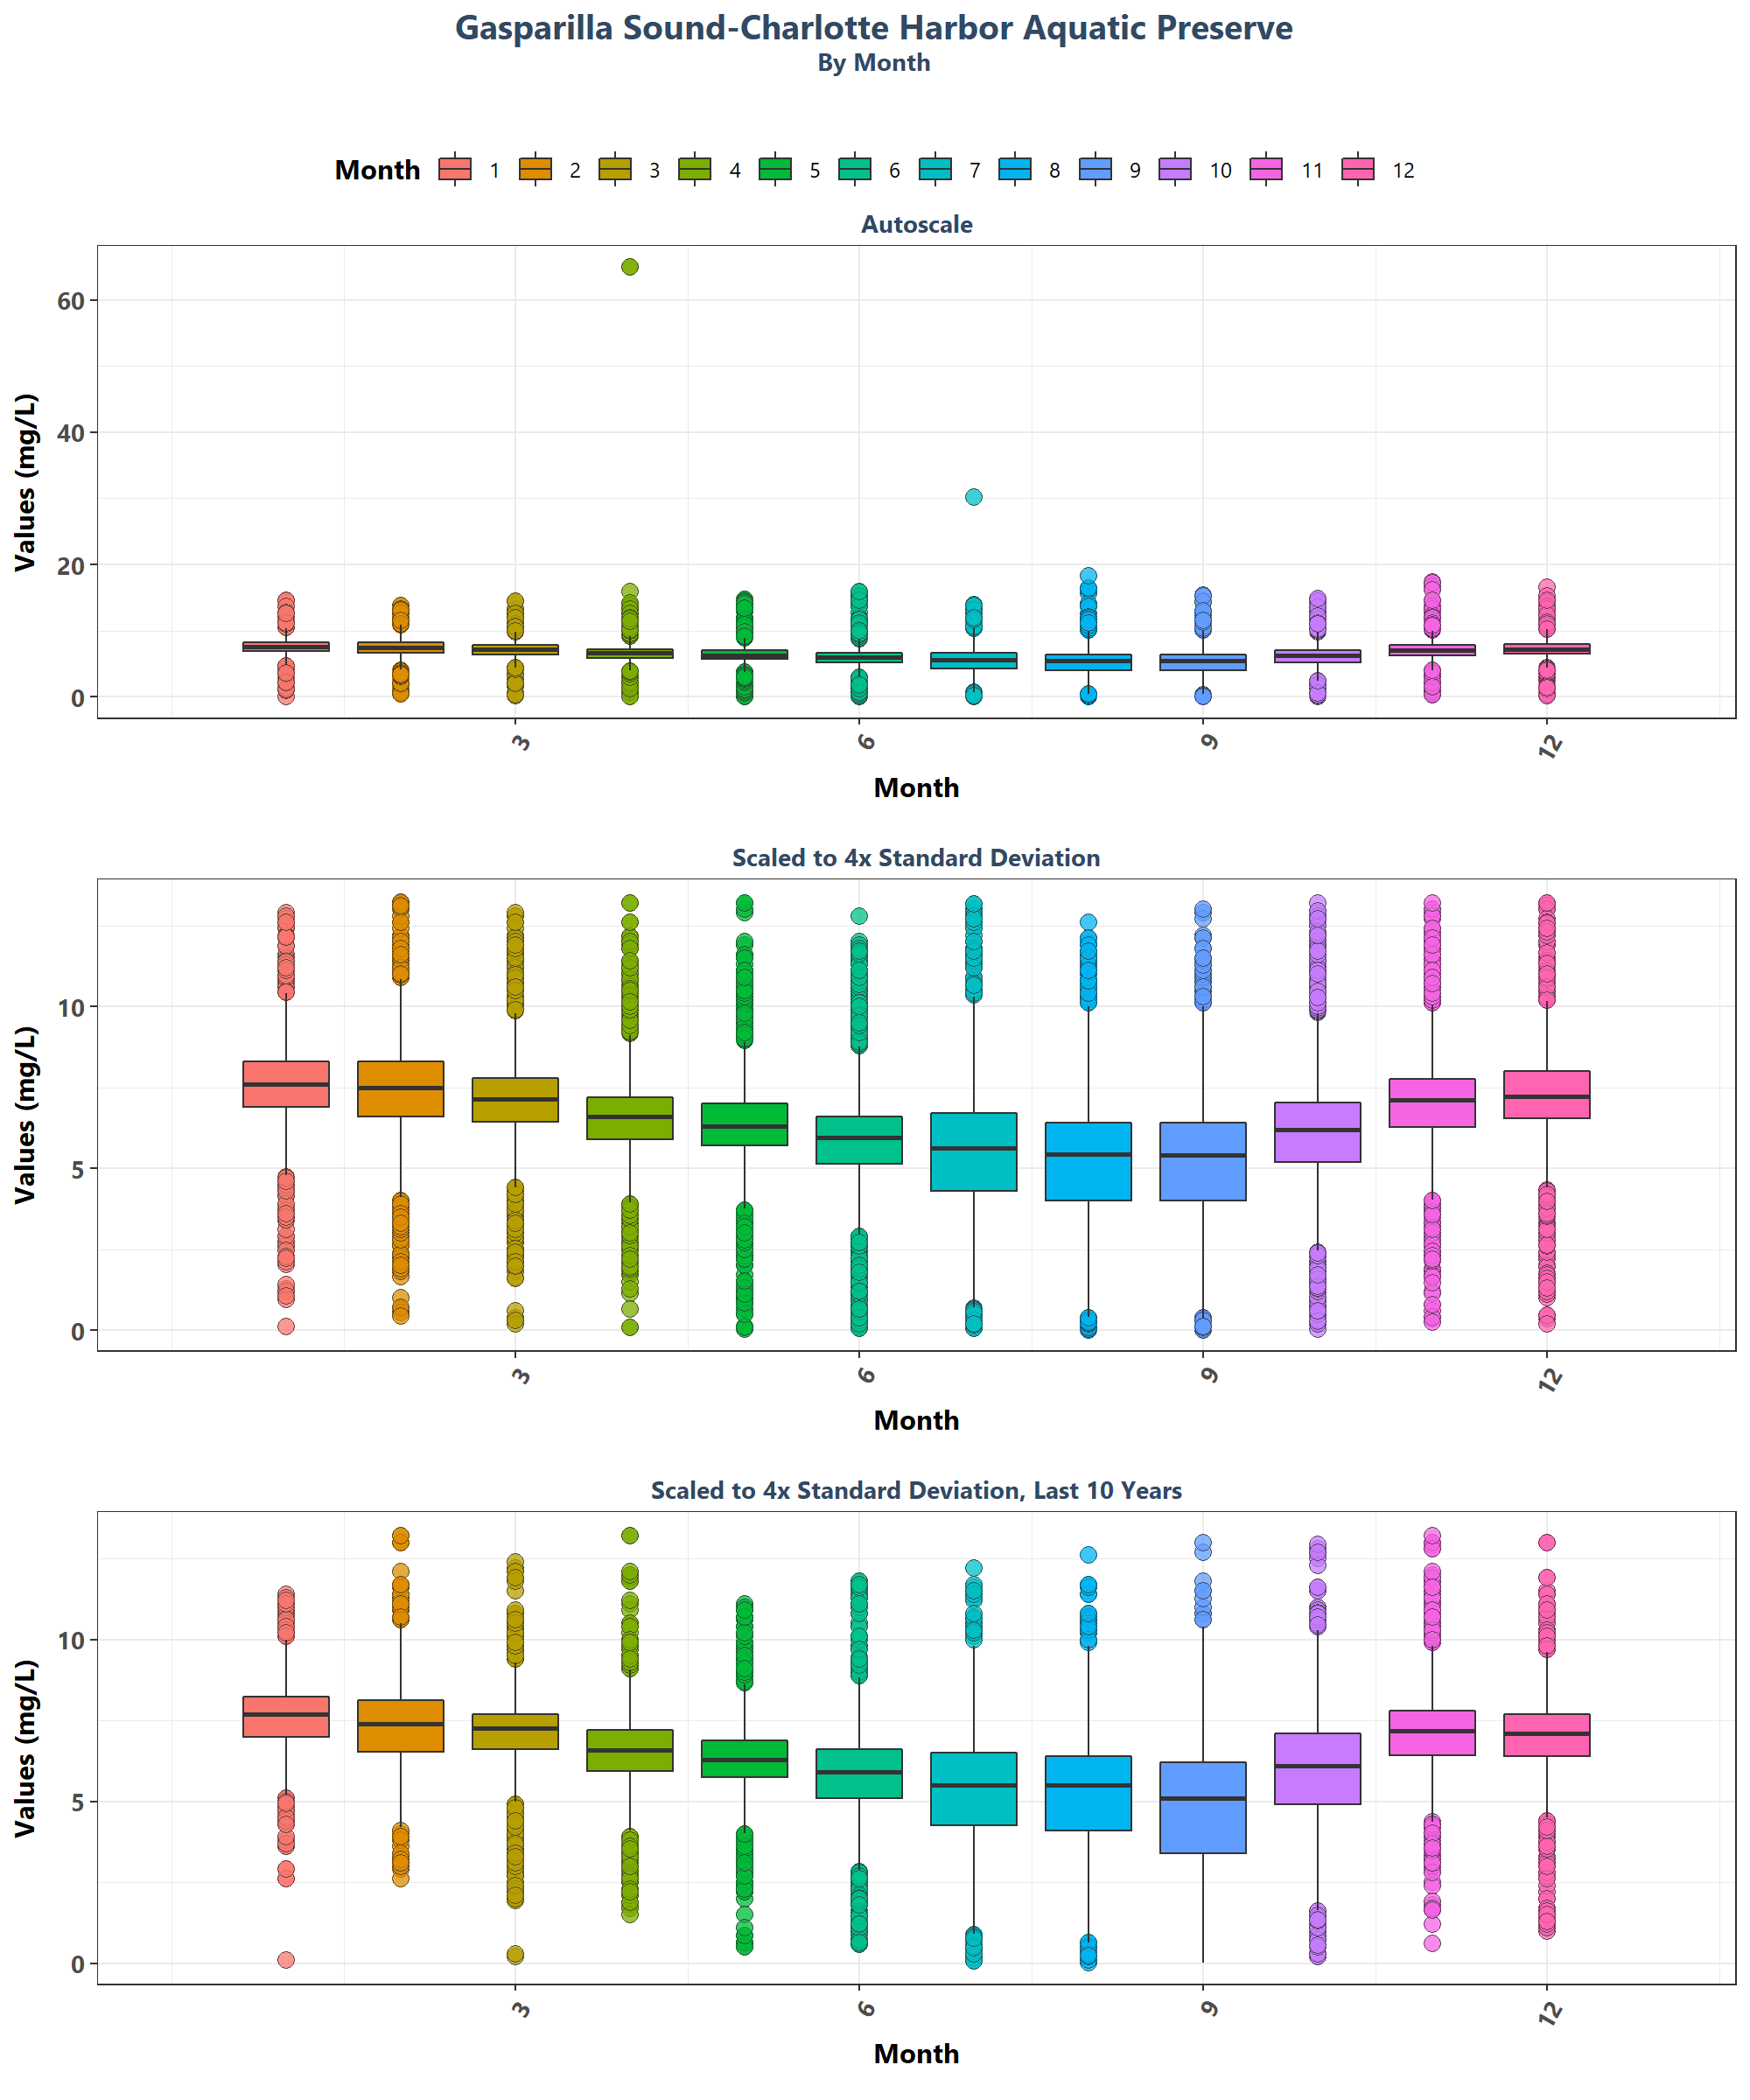 Gasparilla Sound-Charlotte Harbor Aquatic Preserve
By Month
Month 1 2 3 4 5 6 7 8 9 10 11 12
Autoscale
Values (mg/L)
60
40
20
0
3 6 9 12
Month
Scaled to 4x Standard Deviation
Values (mg/L)
10
5
0
3 6 9 12
Month
Scaled to 4x Standard Deviation, Last 10 Years
Values (mg/L)
10
5
0
3 6 9 12
Month